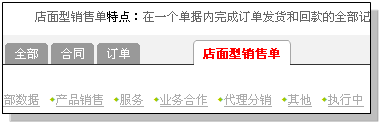 店面型销售单特点：在一个单据内完成订单发货和回款的全部记
全部 合同 订单 店面型销售单
部数据 产品销售 服务 业务合作 代理分销 其他 执行中